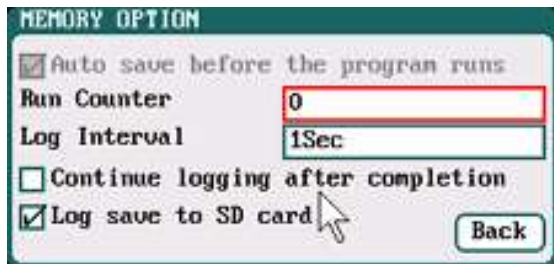 MEMORY OPTION
Auto save before the program runs
Run Counter 0
Log Interval 1Sec
Continue logging after completion
Log save to SD card
Back